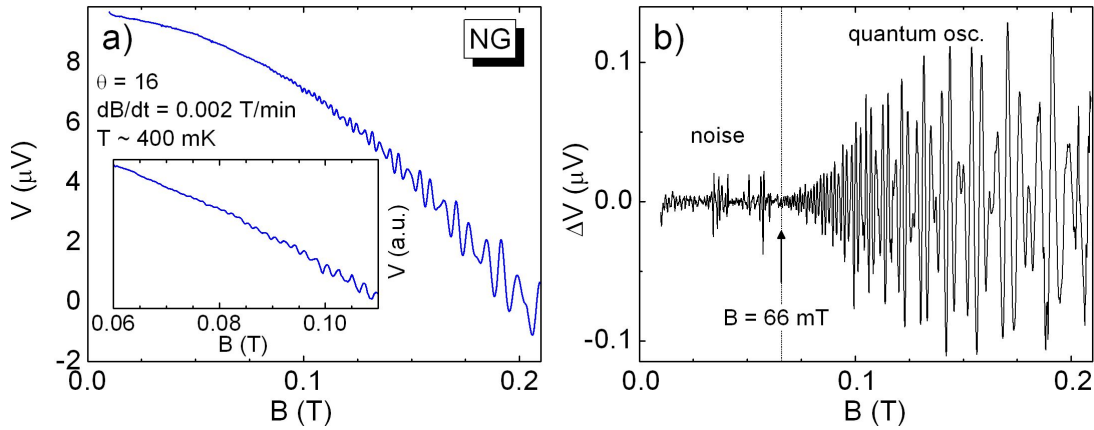 a)
NG
θ = 16
dB/dt = 0.002 T/min
T ~ 400 mK
V (μV)
8
6
4
2
0
-2
0.0
0.1
0.2
B (T)
V (a.u.)
0.06
0.08
0.10
B (T)
b)
quantum osc.
noise
B = 66 mT
ΔV (μV)
0.1
0.0
-0.1
0.0
0.1
0.2
B (T)